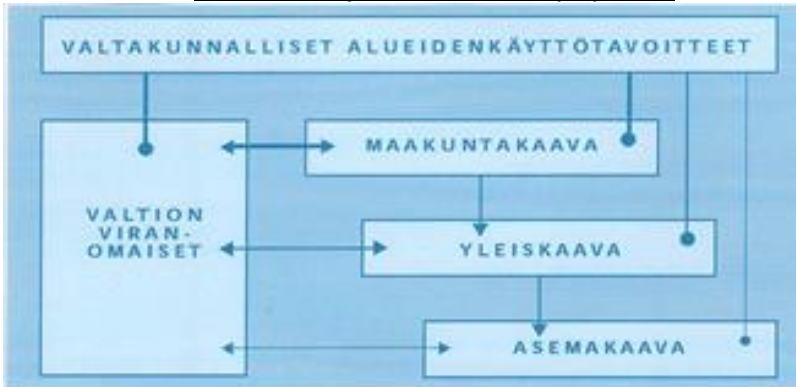 VALTAKUNNALLISET ALUEIDENKÄYTTÖTAVOITTEET
MAAKUNTAKAAVA
VALTION
VIRAN-
OMAISET
YLEISKAAVA
ASEMAKAAVA